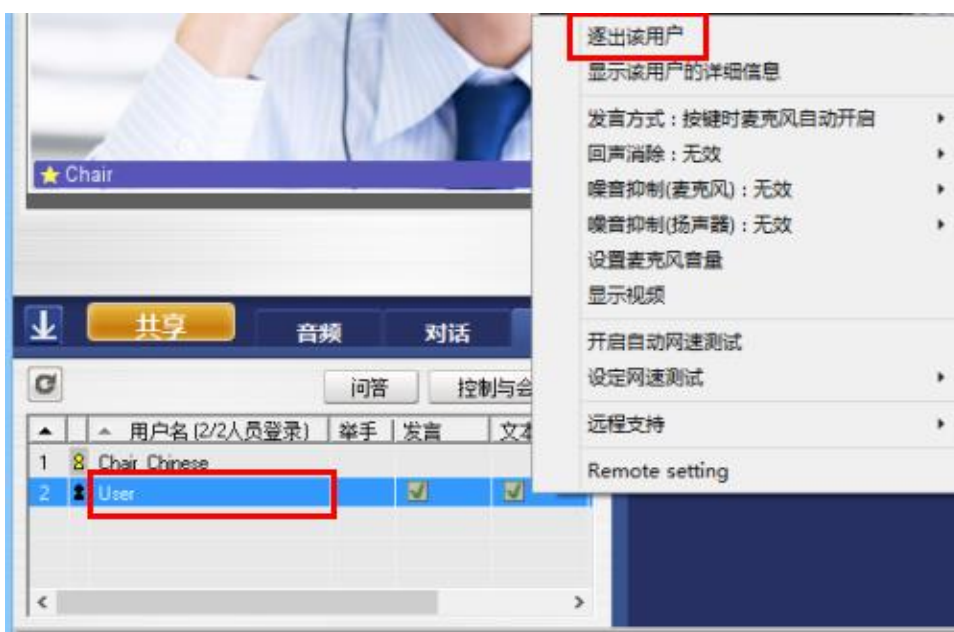 逐出该用户
显示该用户的详细信息
发言方式：按键时麦克风自动开启
回声消除：无效
噪音抑制(麦克风)：无效
噪音抑制(扬声器)：无效
设置麦克风音量
显示视频
开启自动网速测试
设定网速测试
远程支持
Remote setting
Chair
共享 音频 对话
问答 控制与会
用户名 (2/2人员登录) 举手 发言 文本
1 Chair_Chinese
2 User